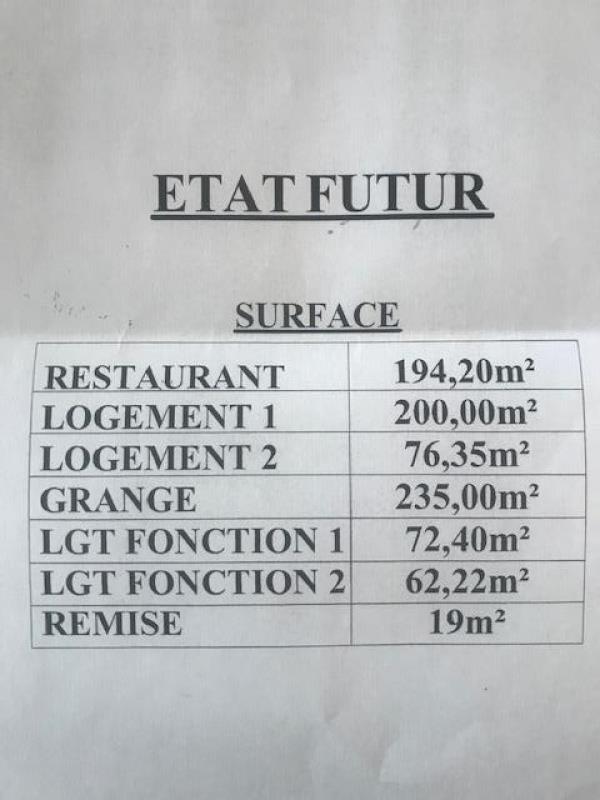 ETAT FUTUR
SURFACE
RESTAURANT 194,20m²
LOGEMENT 1 200,00m²
LOGEMENT 2 76,35m²
GRANGE 235,00m²
LGT FONCTION 1 72,40m²
LGT FONCTION 2 62,22m²
REMISE 19m²